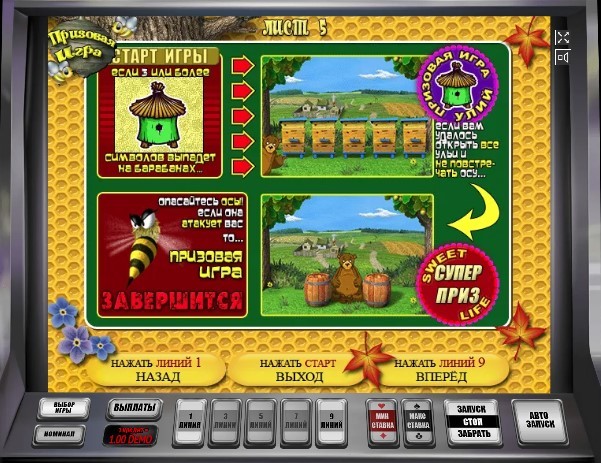 Призовая
Игра
ЛИСТ 5
СТАРТ ИГРЫ
если 3 или более
символов выпадет
на барабанах...
ПРИЗОВАЯ ИГРА
УЛИЙ
если вам
удалось
открыть все
ульи и
не повстре-
чать осу...
опасайтесь осы!
если она
атакует вас
то...
ПРИЗОВАЯ
ИГРА
ЗАВЕРШИТСЯ
SWEET
СУПЕР
ПРИЗ
LIFE
НАЖАТЬ ЛИНИЙ 1
НАЗАД
НАЖАТЬ СТАРТ
ВЫХОД
НАЖАТЬ ЛИНИЙ 9
ВПЕРЁД
ВЫБОР
ИГРЫ
ВЫПЛАТЫ
НОМИНАЛ
1.00 DEMO
1
ЛИНИЯ
3
ЛИНИИ
5
ЛИНИЙ
7
ЛИНИЙ
9
ЛИНИЙ
МИН
СТАВКА
МАКС
СТАВКА
ЗАПУСК
СТОП
ЗАБРАТЬ
АВТО
ЗАПУСК